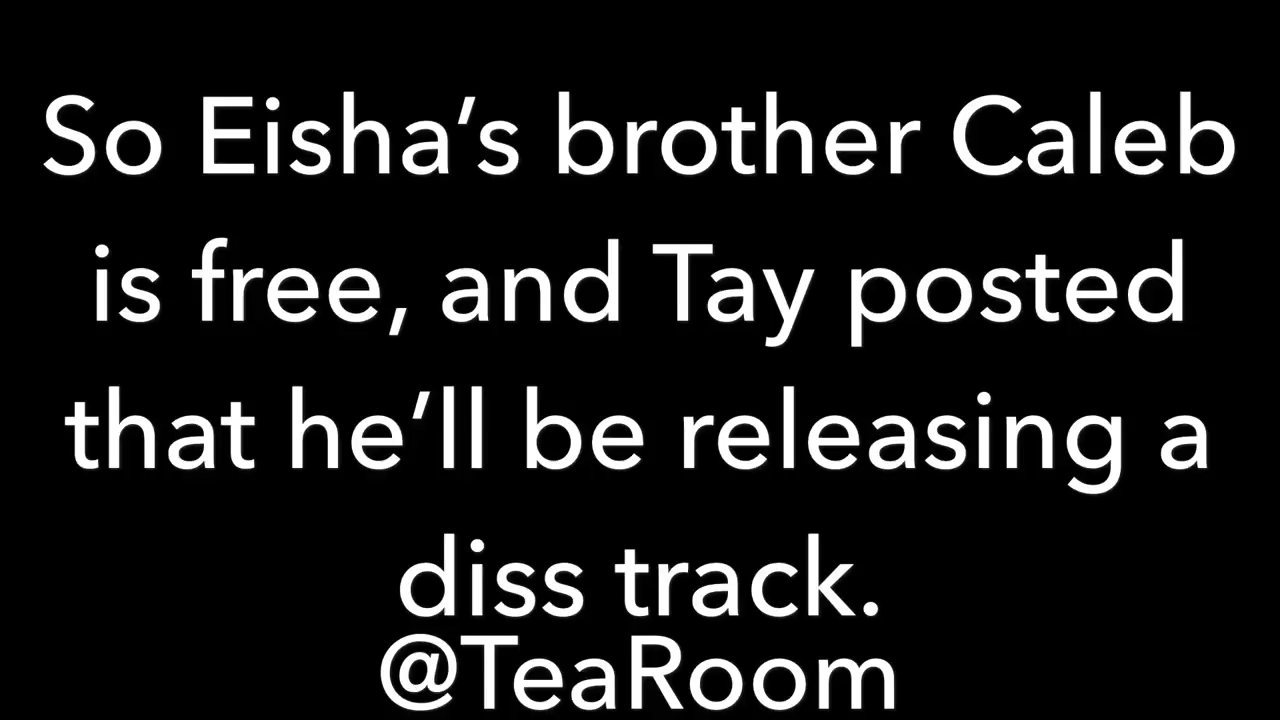 So Eisha’s brother Caleb
is free, and Tay posted
that he’ll be releasing a
diss track.
@TeaRoom